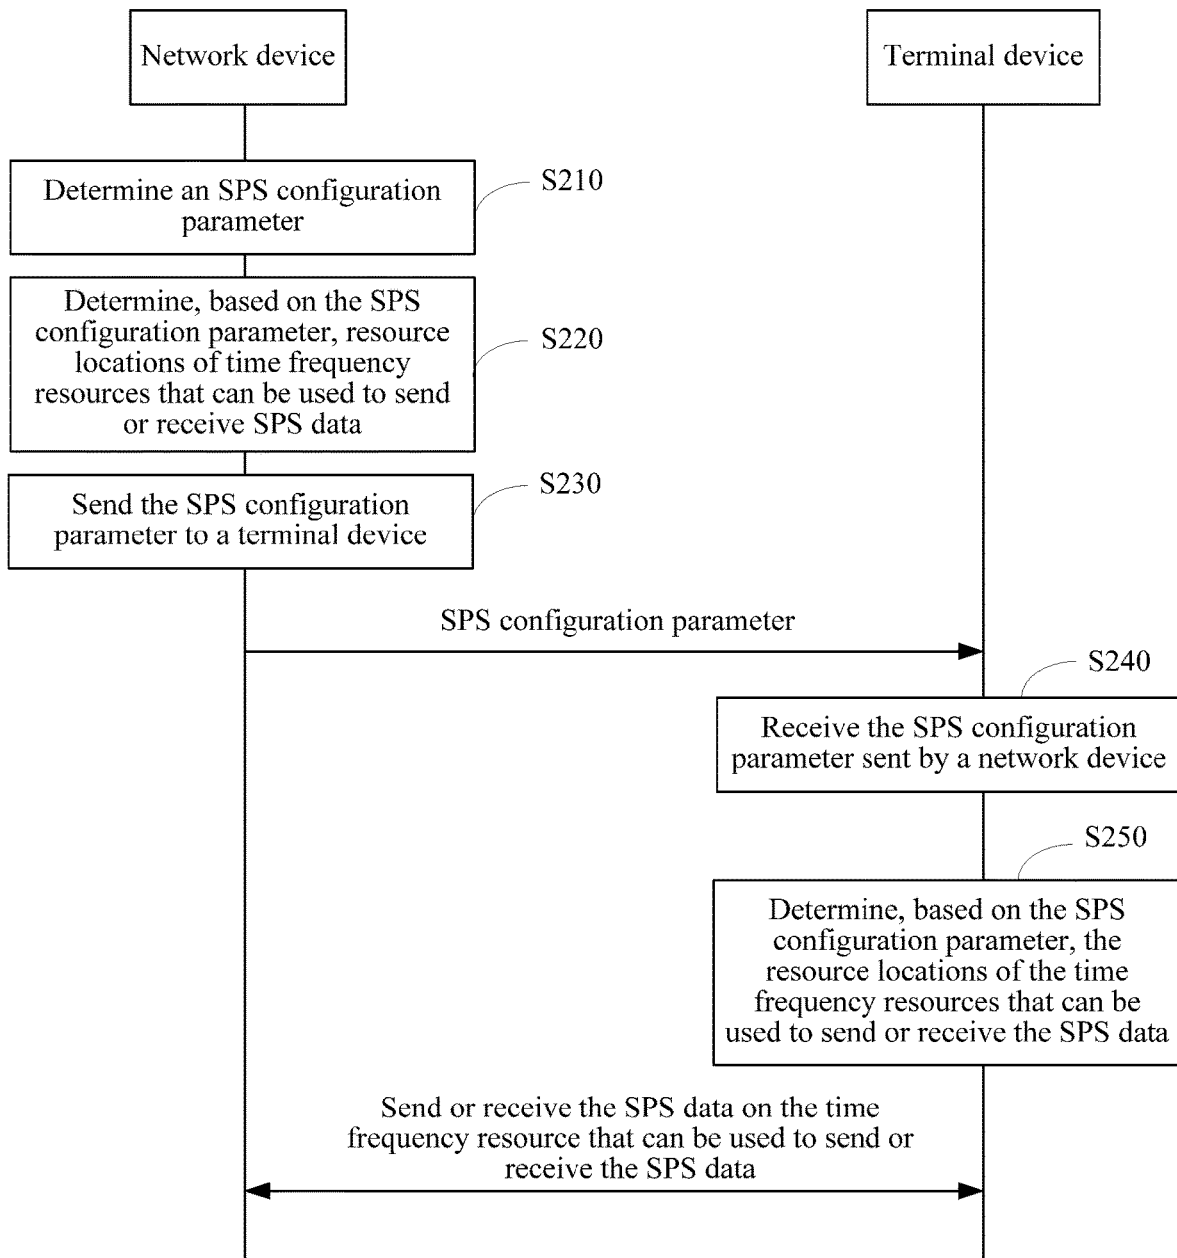 Network device
Terminal device
S210
Determine an SPS configuration
parameter
Determine, based on the SPS
configuration parameter, resource
locations of time frequency
resources that can be used to send
or receive SPS data
S220
S230
Send the SPS configuration
parameter to a terminal device
SPS configuration parameter
S240
Receive the SPS configuration
parameter sent by a network device
S250
Determine, based on the SPS
configuration parameter, the
resource locations of the time
frequency resources that can be
used to send or receive the SPS data
Send or receive the SPS data on the time
frequency resource that can be used to send or
receive the SPS data